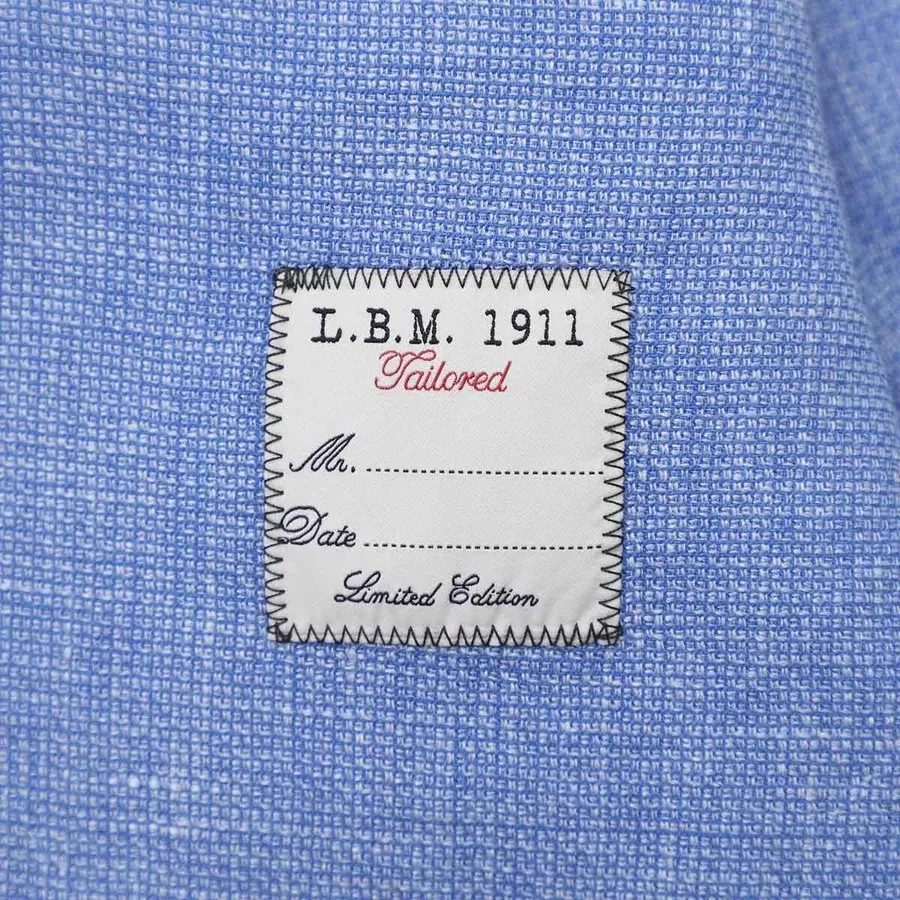 L.B.M. 1911
Tailored
Mr. ........................................
Date ........................................
Limited Edition